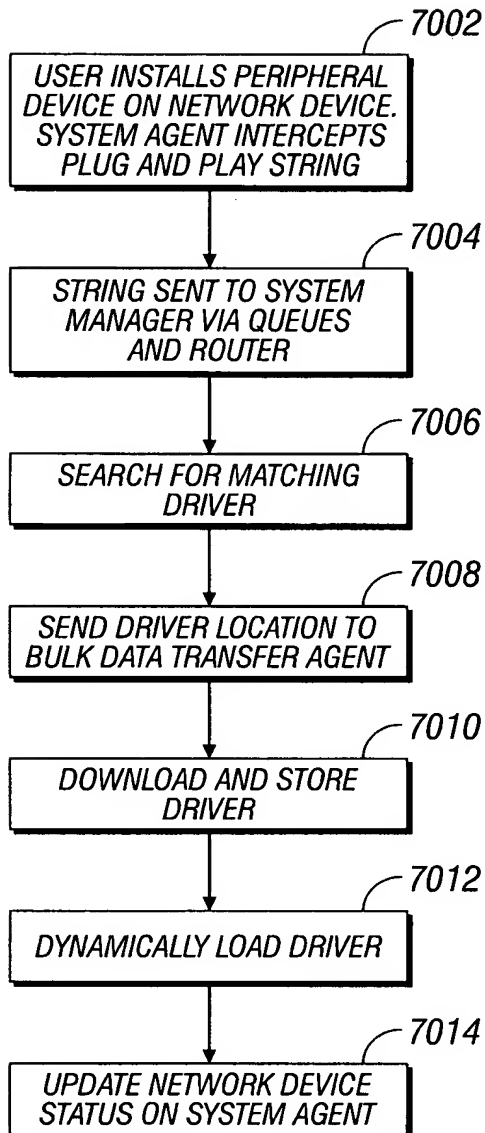 7002
USER INSTALLS PERIPHERAL
DEVICE ON NETWORK DEVICE.
SYSTEM AGENT INTERCEPTS
PLUG AND PLAY STRING
7004
STRING SENT TO SYSTEM
MANAGER VIA QUEUES
AND ROUTER
7006
SEARCH FOR MATCHING
DRIVER
7008
SEND DRIVER LOCATION TO
BULK DATA TRANSFER AGENT
7010
DOWNLOAD AND STORE
DRIVER
7012
DYNAMICALLY LOAD DRIVER
7014
UPDATE NETWORK DEVICE
STATUS ON SYSTEM AGENT